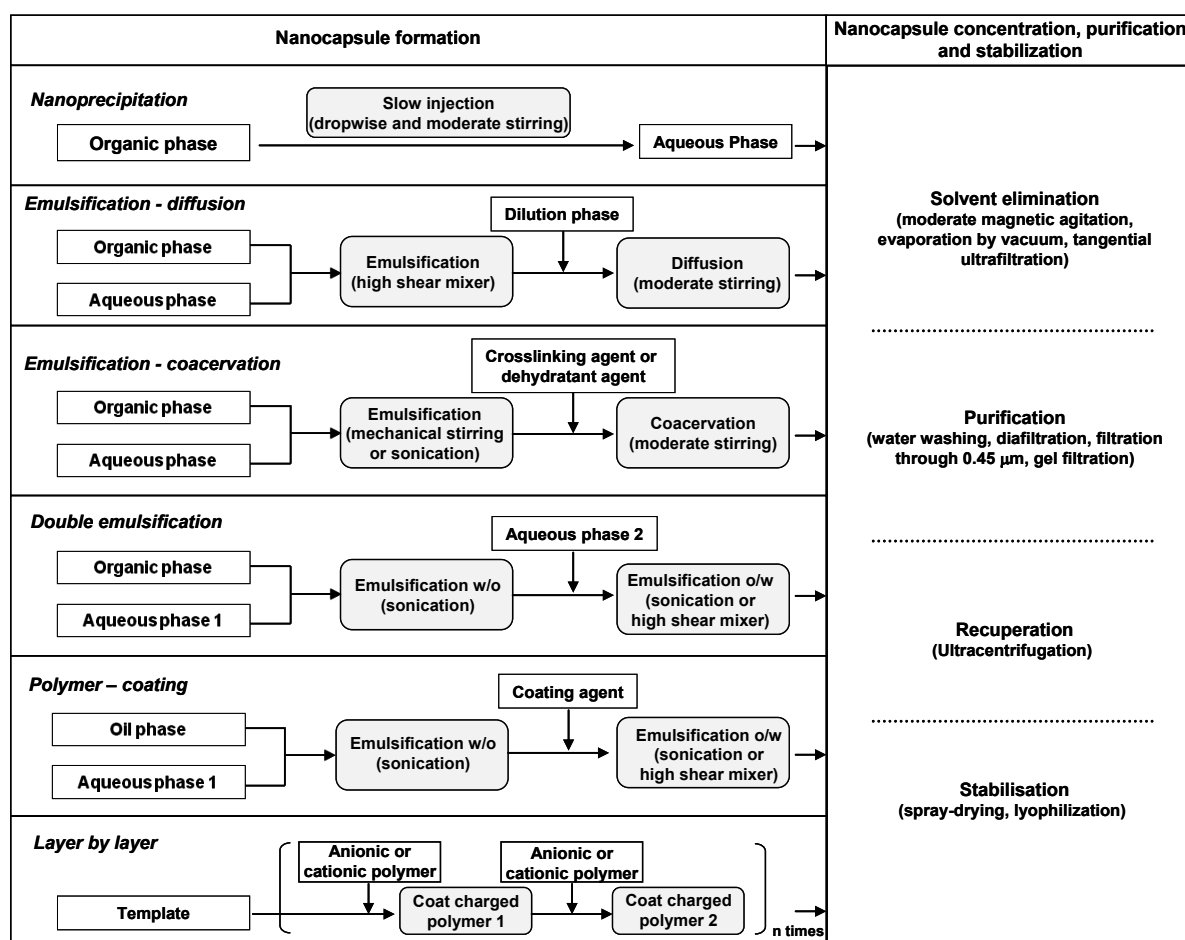 Nanocapsule formation
Nanocapsule concentration, purification
and stabilization
Nanoprecipitation
Slow injection
(dropwise and moderate stirring)
Organic phase
Aqueous Phase
Emulsification - diffusion
Dilution phase
Organic phase
Aqueous phase
Emulsification
(high shear mixer)
Diffusion
(moderate stirring)
Emulsification - coacervation
Crosslinking agent or
dehydratant agent
Organic phase
Aqueous phase
Emulsification
(mechanical stirring
or sonication)
Coacervation
(moderate stirring)
Double emulsification
Aqueous phase 2
Organic phase
Aqueous phase 1
Emulsification w/o
(sonication)
Emulsification o/w
(sonication or
high shear mixer)
Polymer – coating
Coating agent
Oil phase
Aqueous phase 1
Emulsification w/o
(sonication)
Emulsification o/w
(sonication or
high shear mixer)
Layer by layer
Anionic or
cationic polymer
Anionic or
cationic polymer
Template
Coat charged
polymer 1
Coat charged
polymer 2
n times
Solvent elimination
(moderate magnetic agitation,
evaporation by vacuum, tangential
ultrafiltration)
Purification
(water washing, diafiltration, filtration
through 0.45 μm, gel filtration)
Recuperation
(Ultracentrifugation)
Stabilisation
(spray-drying, lyophilization)